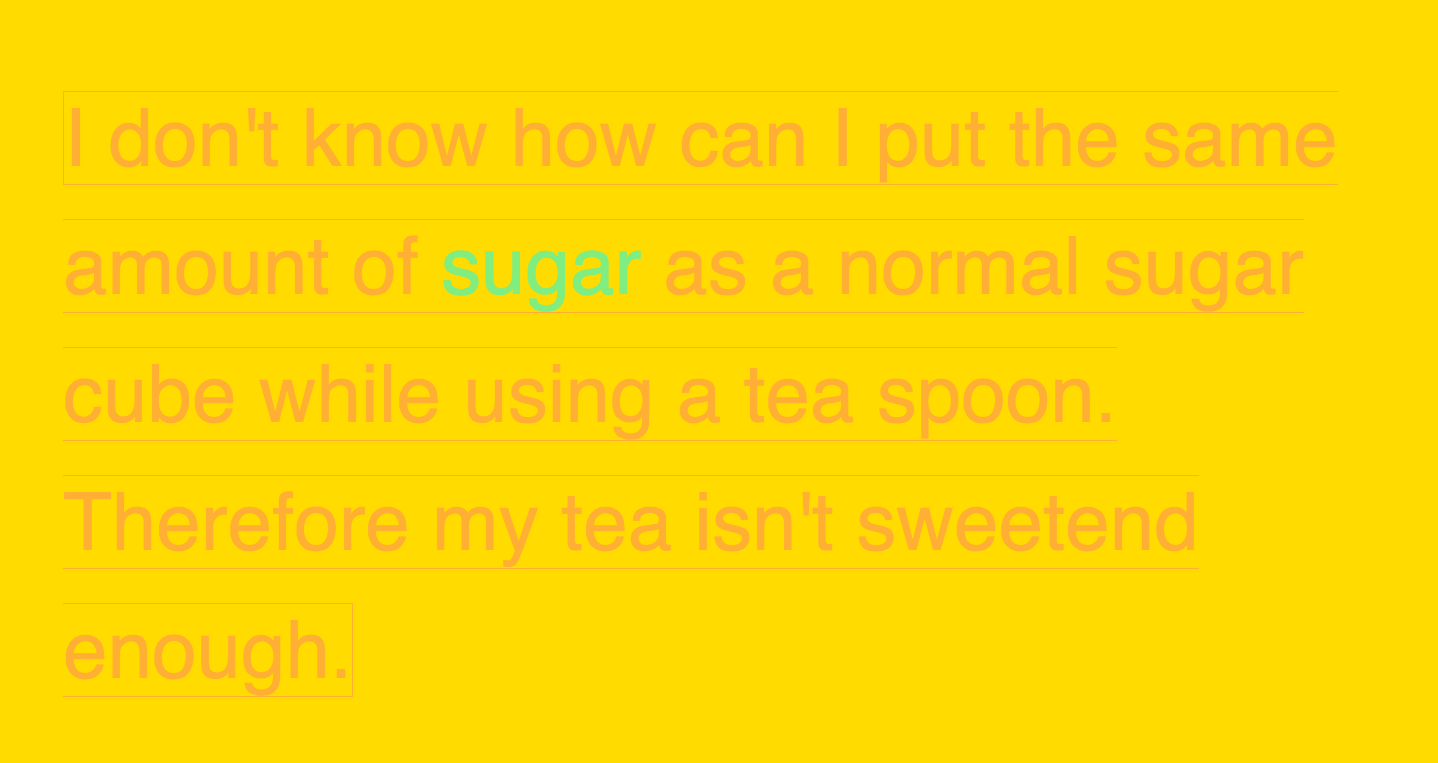 I don't know how can I put the same
amount of sugar as a normal sugar
cube while using a tea spoon.
Therefore my tea isn't sweetend
enough.